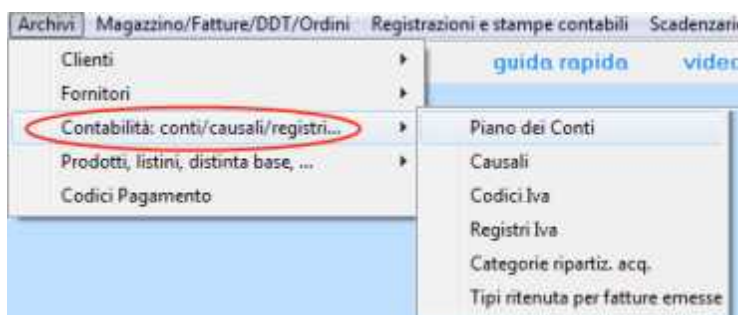 Archivi Magazzino/Fatture/DDT/Ordini Registrazioni e stampe contabili Scadenzario
guida rapida video
Clienti
Fornitori
Contabilità: conti/causali/registri...
Prodotti, listini, distinta base, ...
Codici Pagamento
Piano dei Conti
Causali
Codici Iva
Registri Iva
Categorie ripartiz. acq.
Tipi ritenuta per fatture emesse